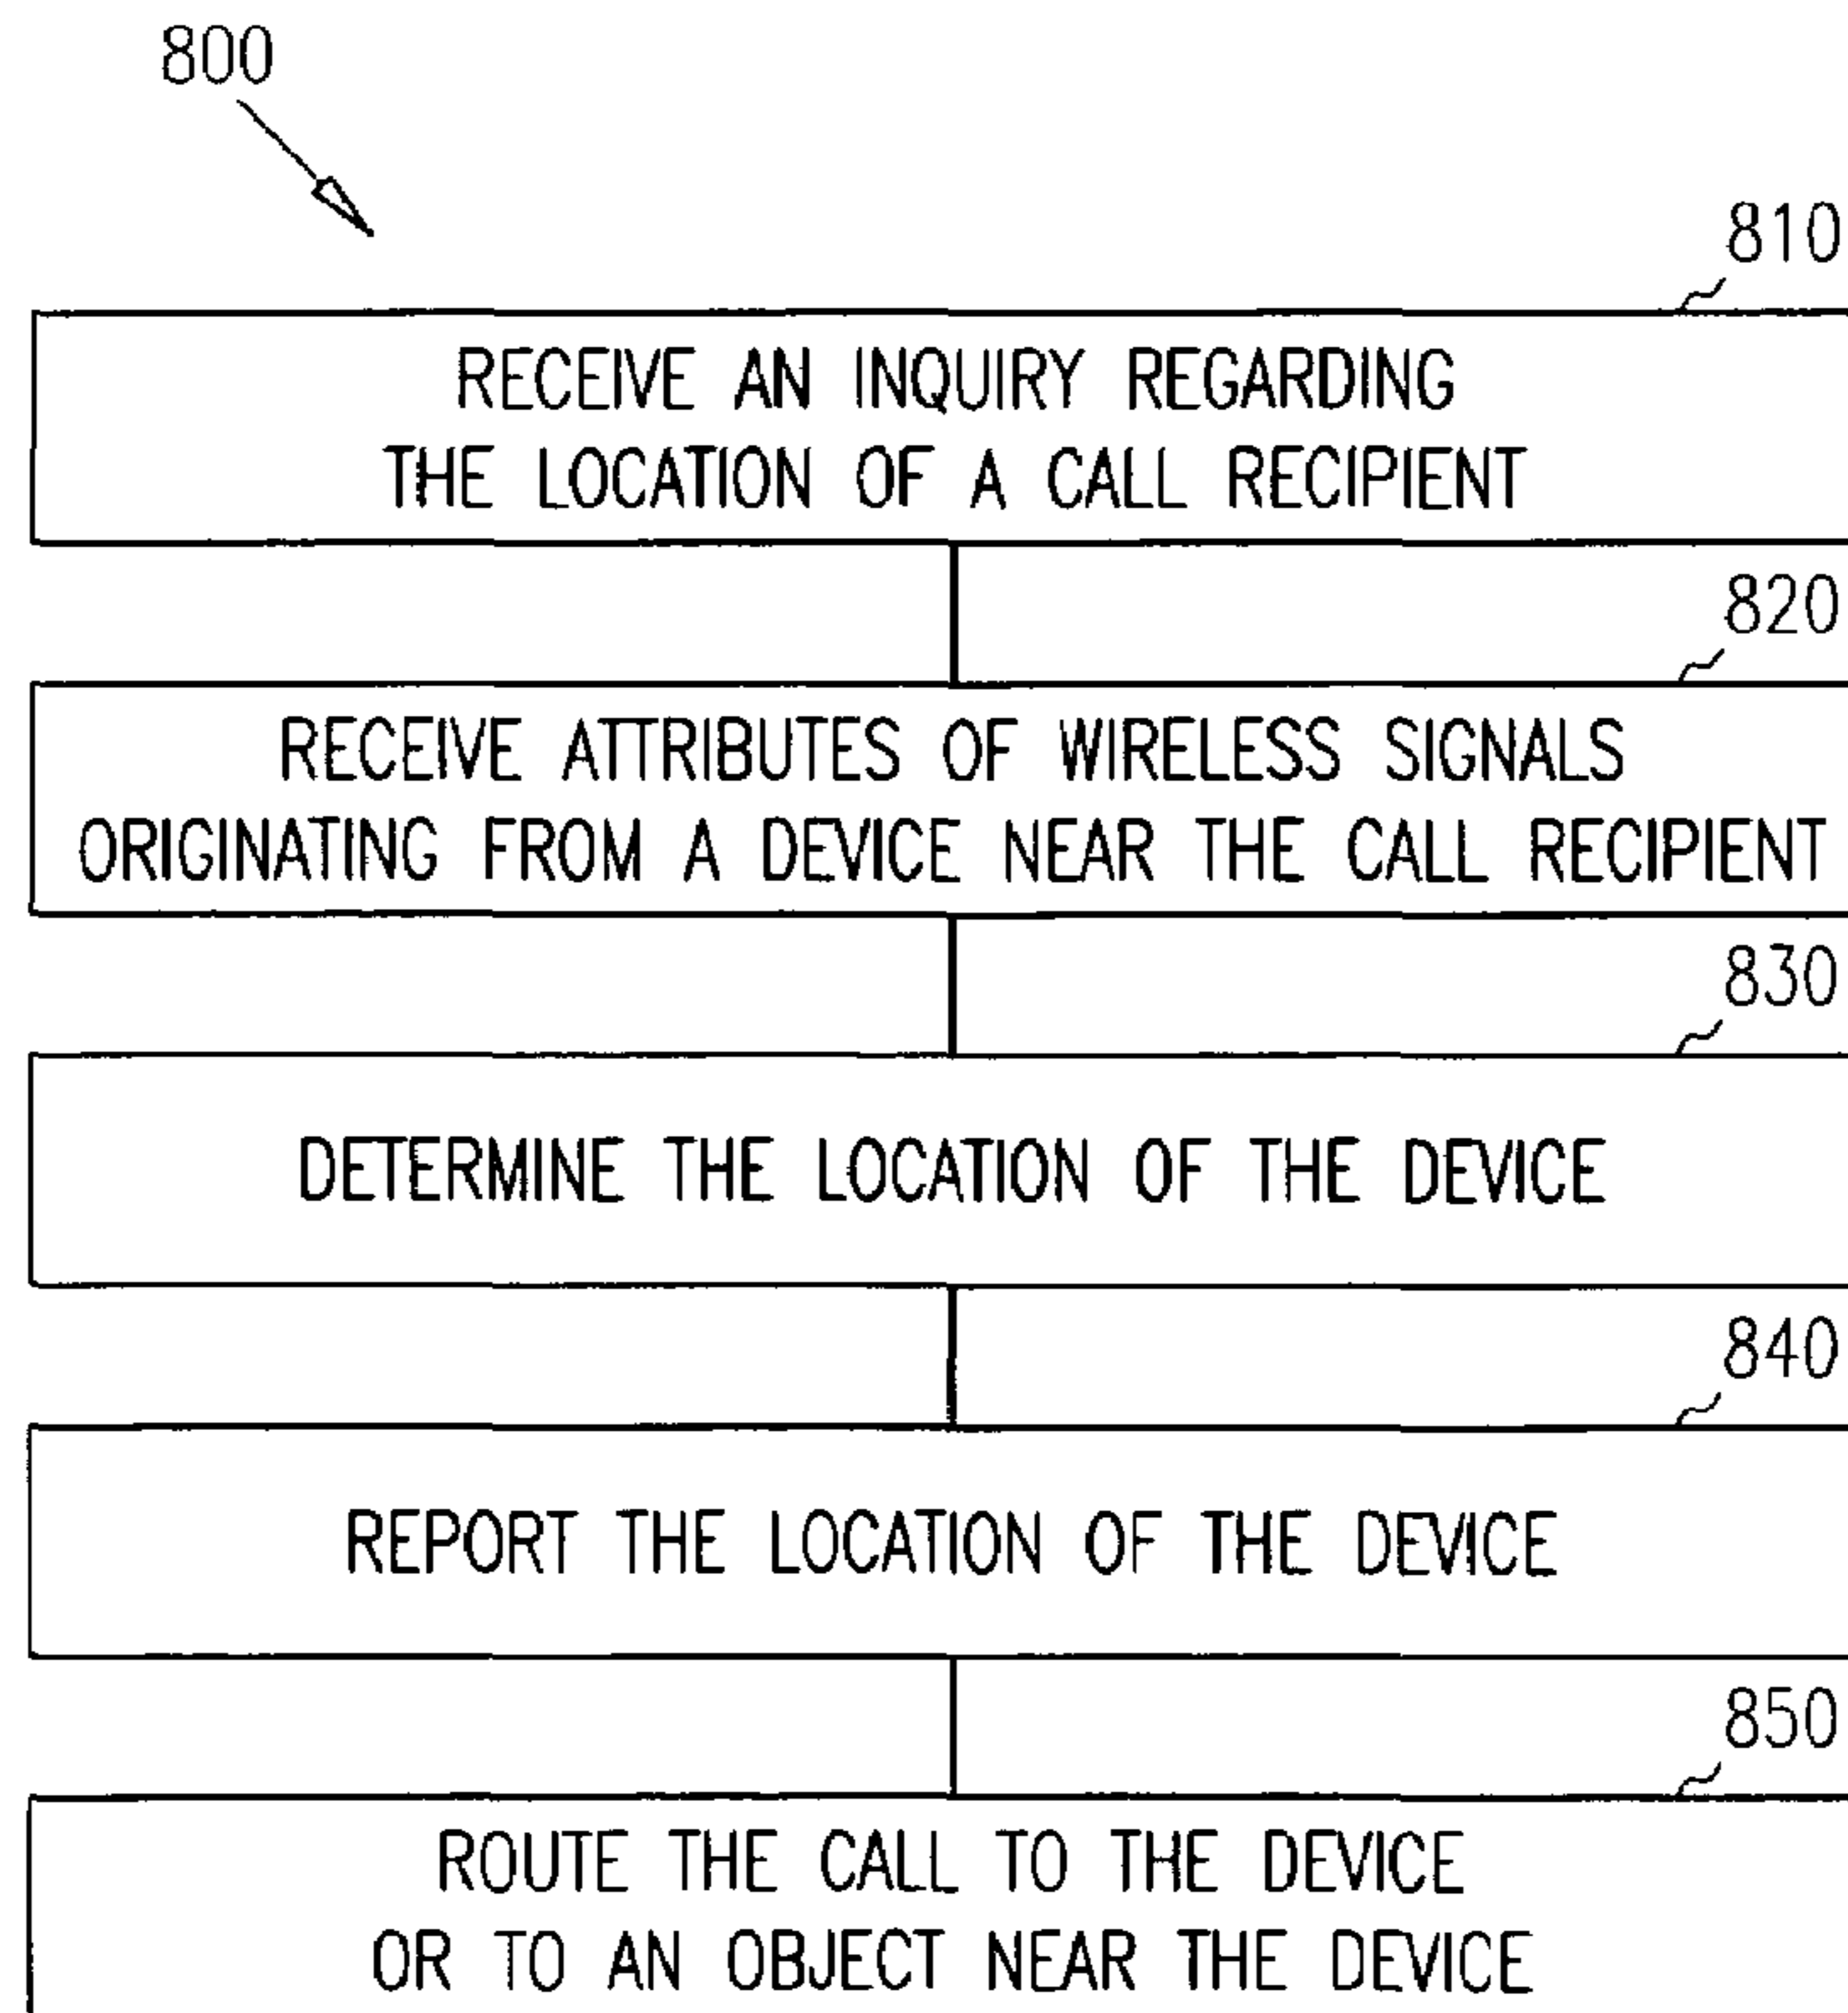 800
810
RECEIVE AN INQUIRY REGARDING
THE LOCATION OF A CALL RECIPIENT
820
RECEIVE ATTRIBUTES OF WIRELESS SIGNALS
ORIGINATING FROM A DEVICE NEAR THE CALL RECIPIENT
830
DETERMINE THE LOCATION OF THE DEVICE
840
REPORT THE LOCATION OF THE DEVICE
850
ROUTE THE CALL TO THE DEVICE
OR TO AN OBJECT NEAR THE DEVICE